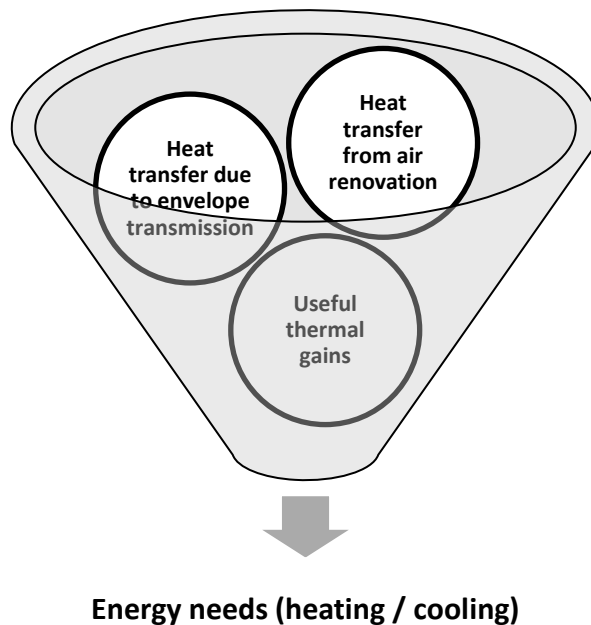 Heat
transfer
from air
renovation
Heat
transfer due
to envelope
transmission
Useful
thermal
gains
Energy needs (heating / cooling)